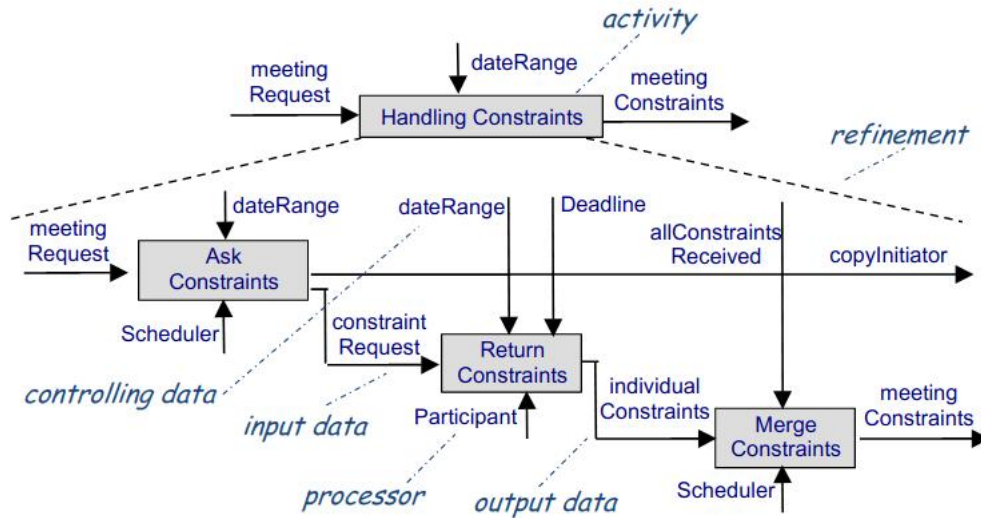 activity
dateRange
meeting
Request
meeting
Constraints
Handling Constraints
refinement
dateRange
dateRange
Deadline
meeting
Request
Ask
Constraints
allConstraints
Received
copyInitiator
Scheduler
constraint
Request
Return
Constraints
controlling data
individual
Constraints
meeting
Constraints
input data
Participant
Merge
Constraints
processor
output data
Scheduler